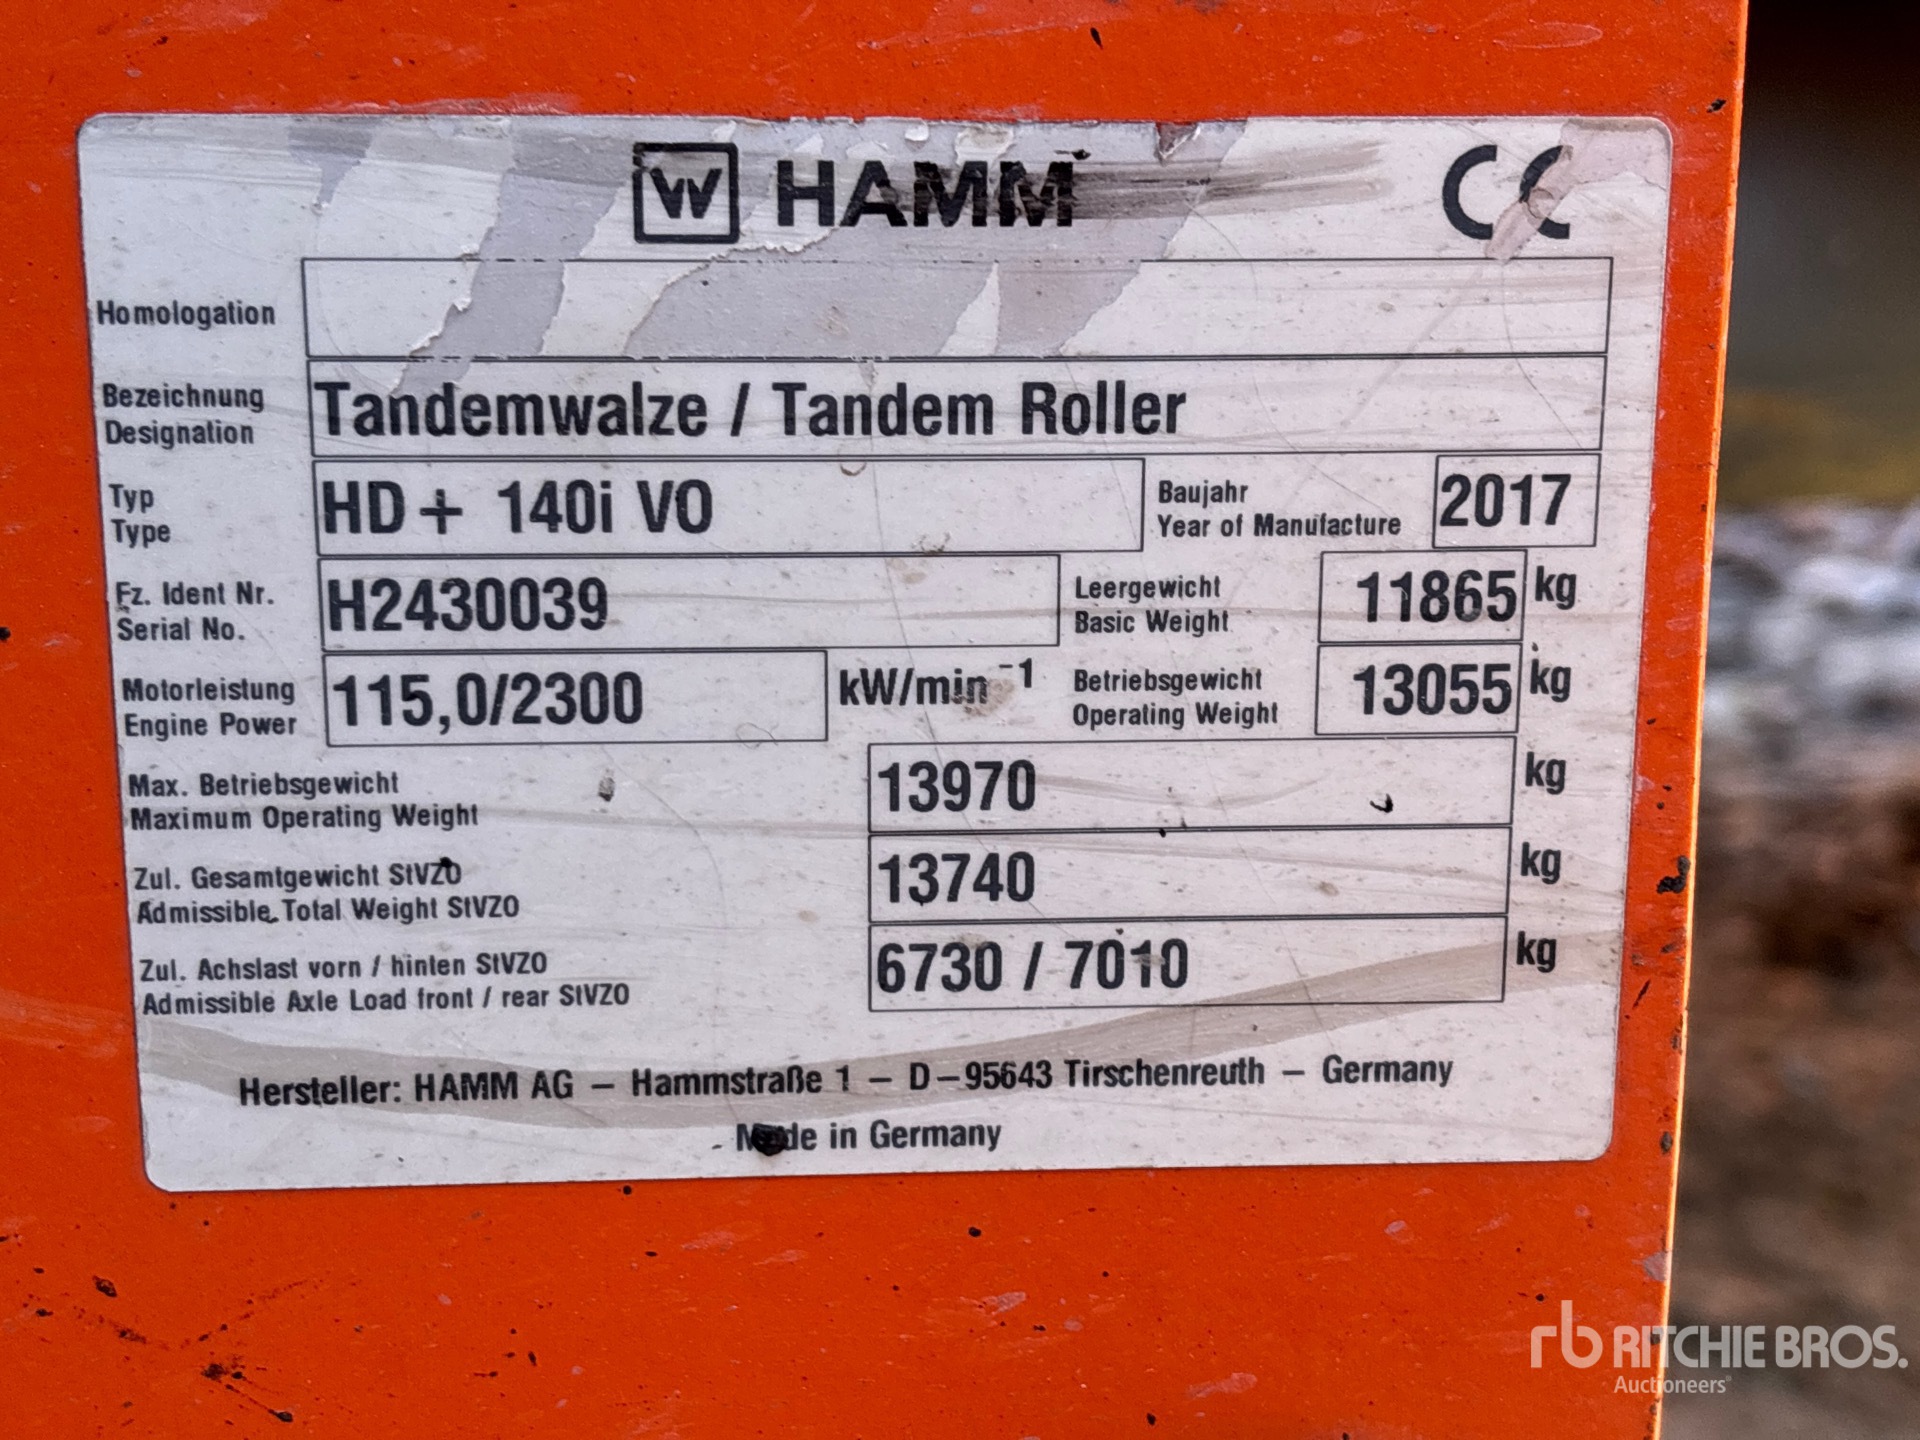 W HAMM CE
Homologation
Bezeichnung
Designation
Tandemwalze / Tandem Roller
Typ
Type
HD+ 140i VO
Baujahr
Year of Manufacture
2017
Fz. Ident Nr.
Serial No.
H2430039
Leergewicht
Basic Weight
11865 kg
Motorleistung
Engine Power
115,0/2300 kW/min⁻¹
Betriebsgewicht
Operating Weight
13055 kg
Max. Betriebsgewicht
Maximum Operating Weight
13970 kg
Zul. Gesamtgewicht StVZO
Admissible Total Weight StVZO
13740 kg
Zul. Achslast vorn / hinten StVZO
Admissible Axle Load front / rear StVZO
6730 / 7010 kg
Hersteller: HAMM AG – Hammstraße 1 – D–95643 Tirschenreuth – Germany
Made in Germany
rb RITCHIE BROS.
Auctioneers